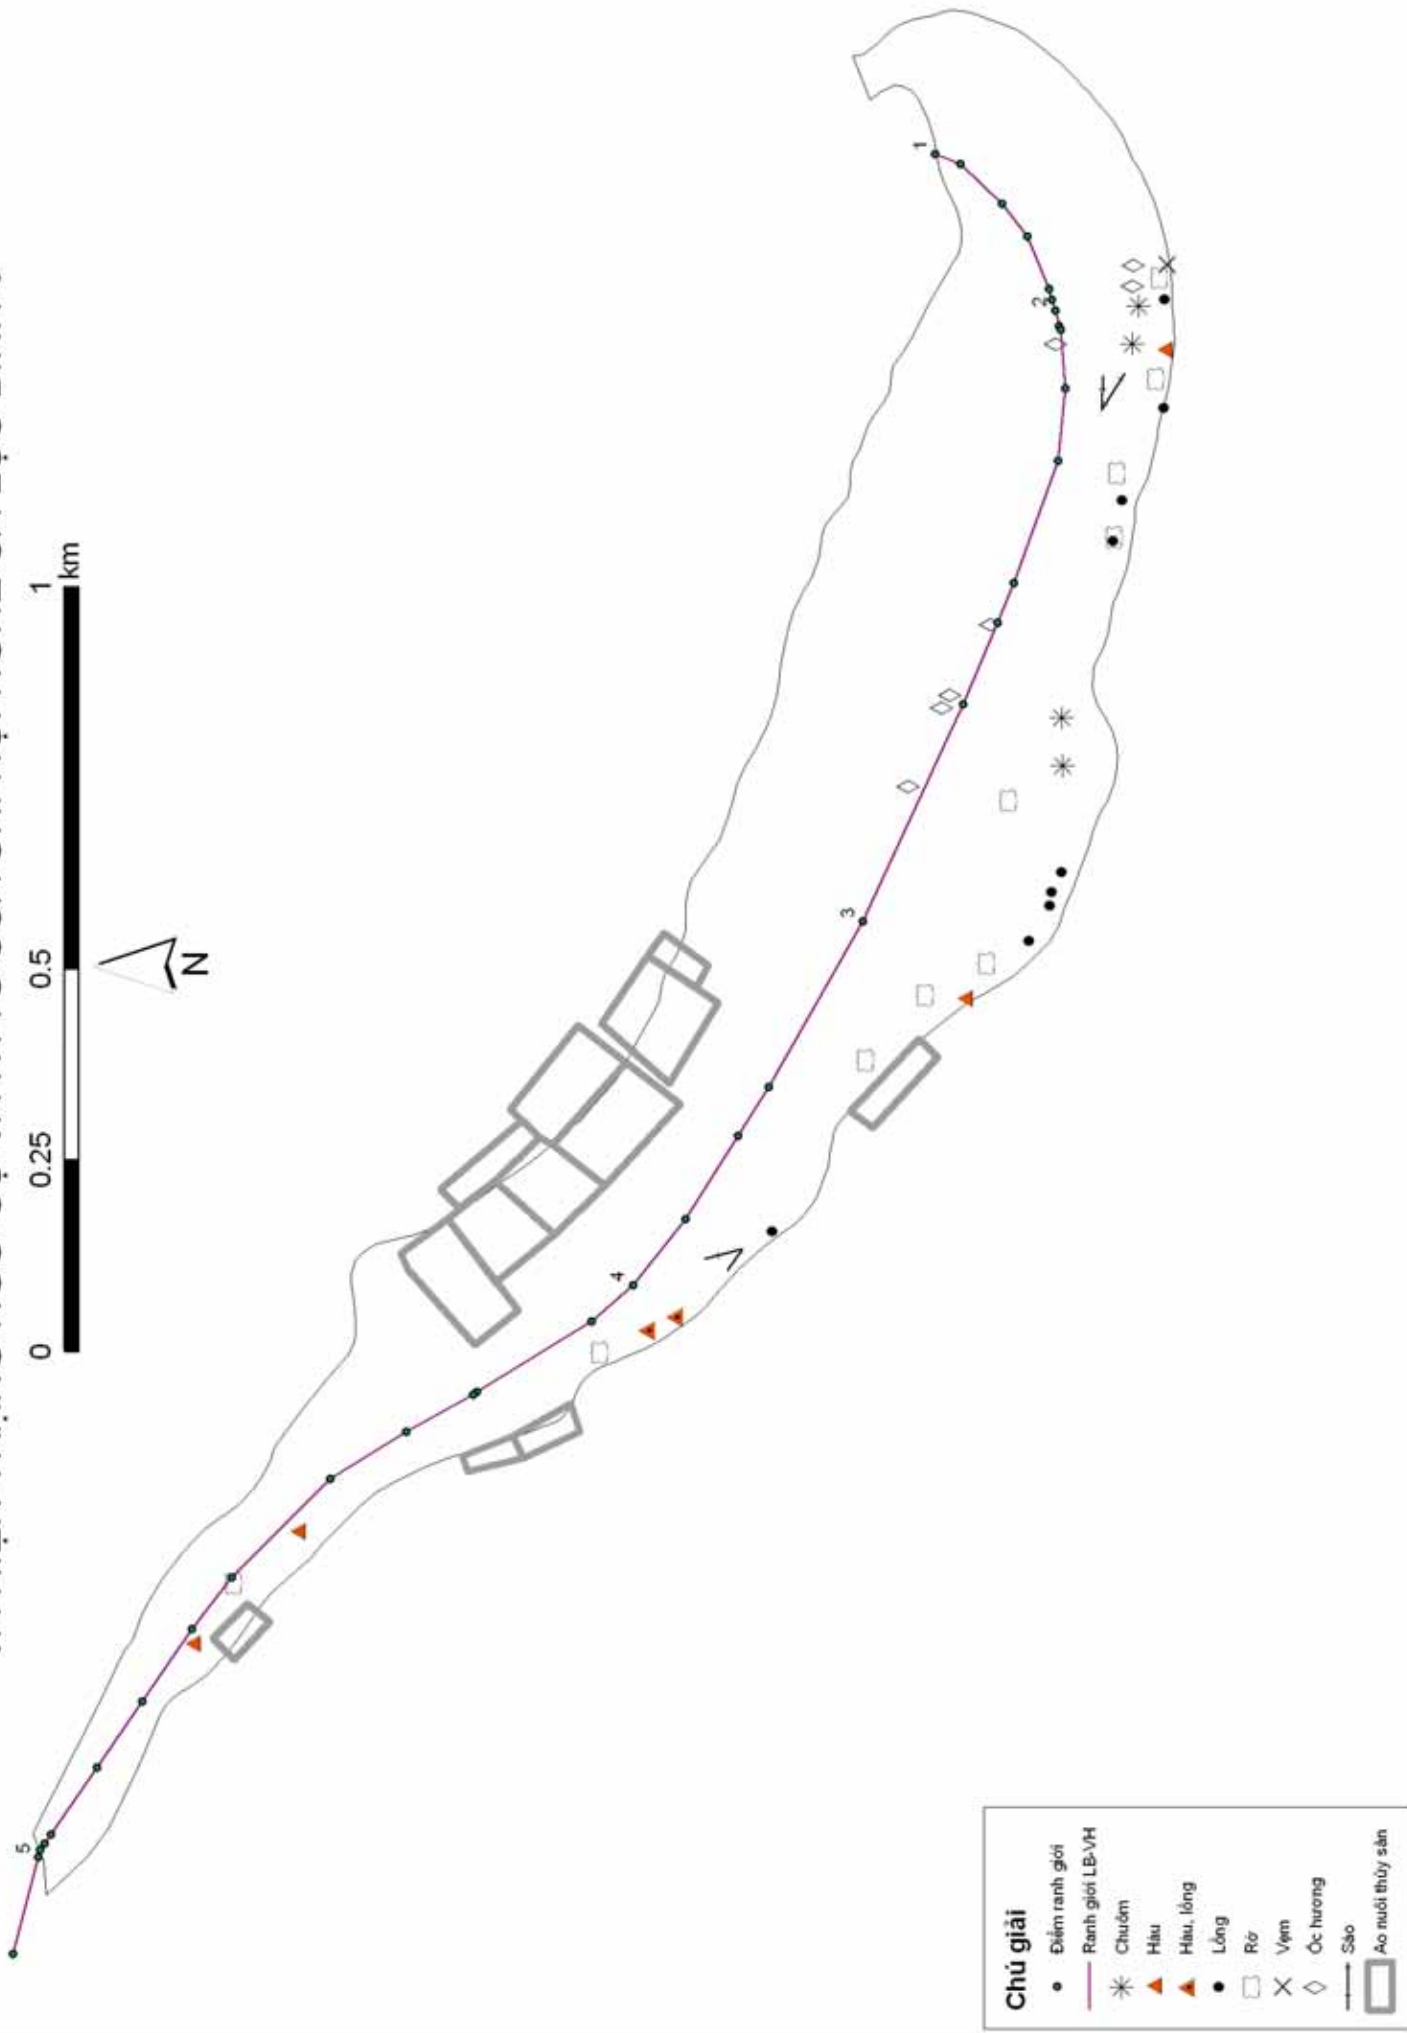 0 0.25 0.5 1
km
N
1
2
3
4
5
Chú giải
Điểm ranh giới
Ranh giới LB-VH
Chuôm
Hàu
Hàu, lồng
Lồng
Rớ
Vẹm
Ốc hương
Sáo
Ao nuôi thủy sản